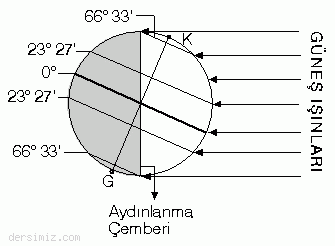 66° 33'
K
23° 27'
0°
23° 27'
66° 33'
G
GÜNEŞ IŞINLARI
Aydınlanma
Çemberi
dersimiz.com